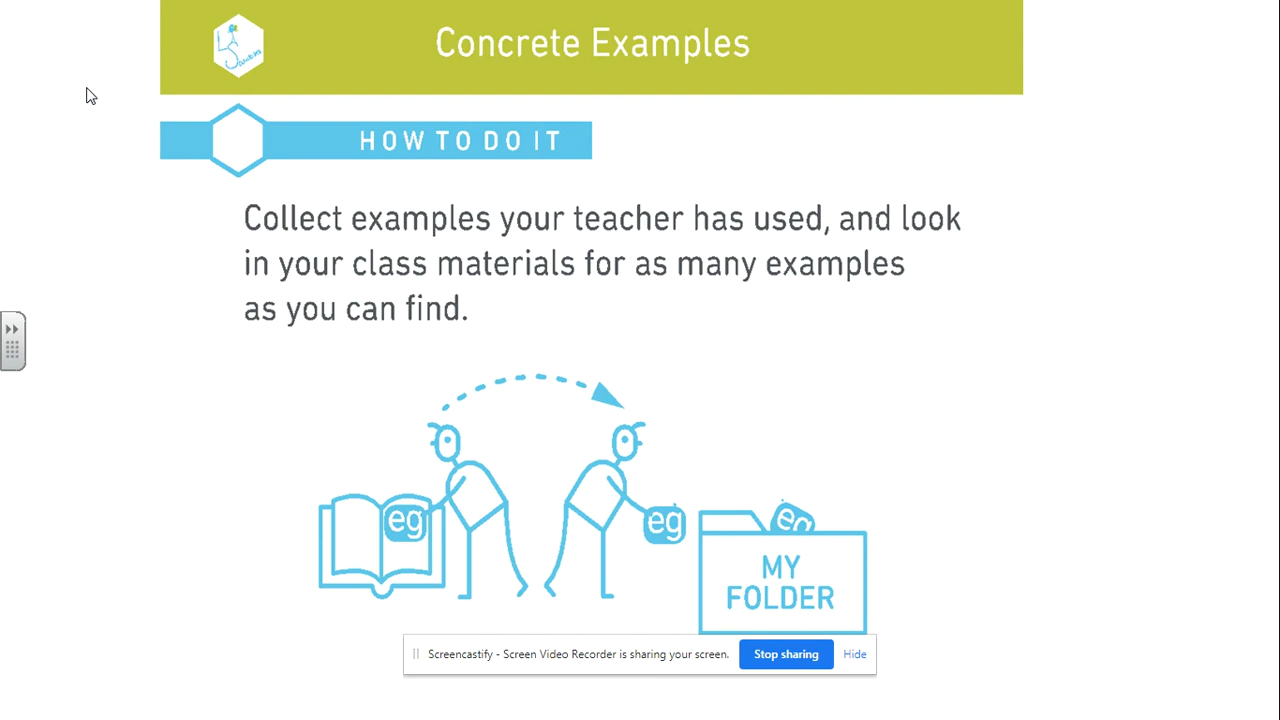 Concrete Examples
HOW TO DO IT
Collect examples your teacher has used, and look
in your class materials for as many examples
as you can find.
eg
eg
eg
MY
FOLDER
Screencastify - Screen Video Recorder is sharing your screen.
Stop sharing
Hide